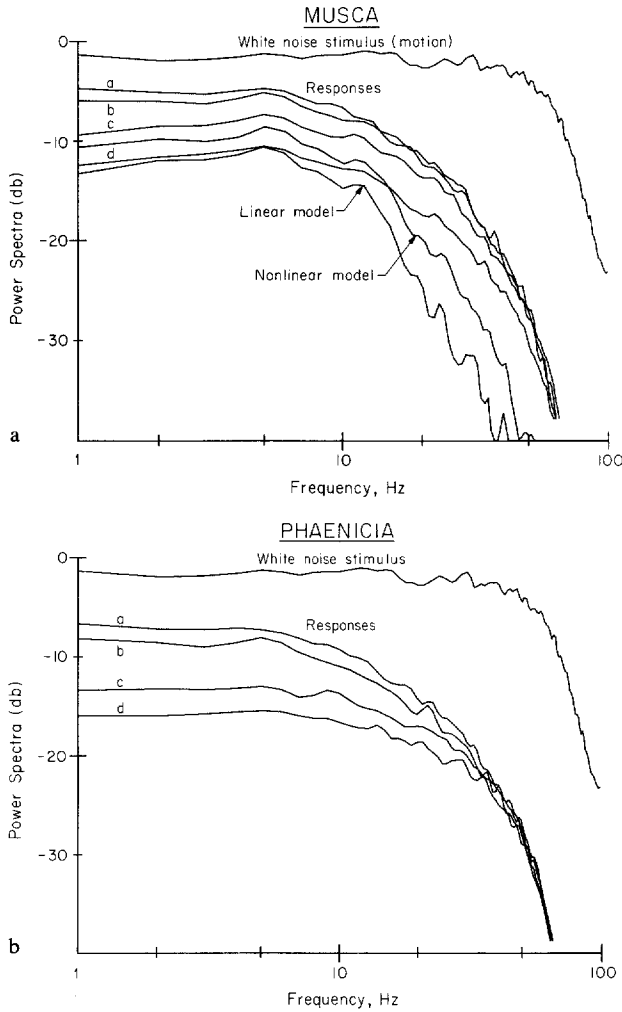 MUSCA
White noise stimulus (motion)
0
a
Responses
b
c
-10
d
Linear model
Power Spectra (db)
-20
Nonlinear model
-30
a
1
10
100
Frequency, Hz
PHAENICIA
White noise stimulus
0
a
Responses
b
-10
c
d
Power Spectra (db)
-20
-30
b
1
10
100
Frequency, Hz